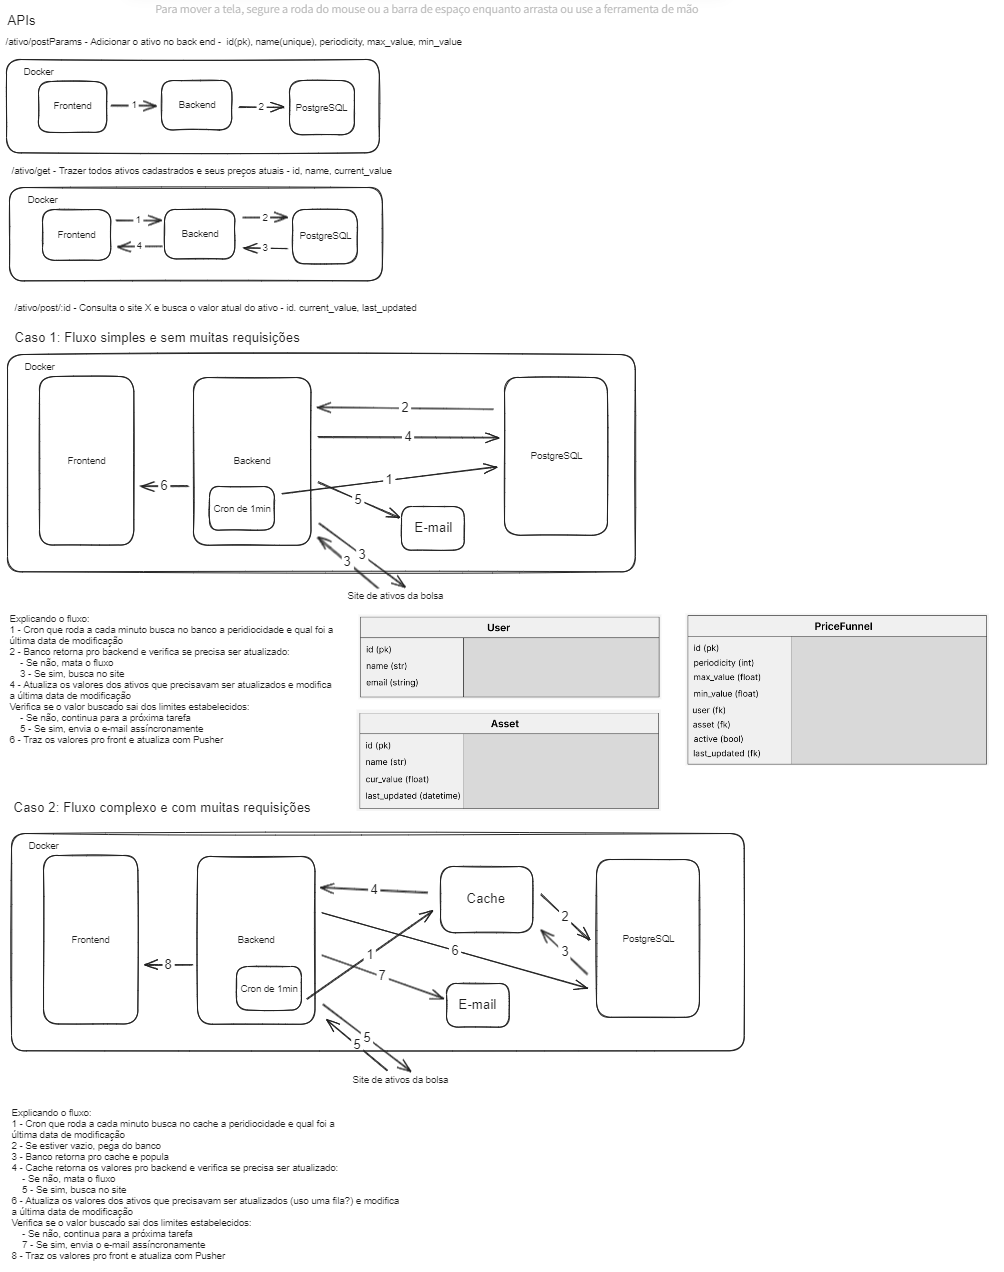 Para mover a tela, segure a roda do mouse ou a barra de espaço enquanto arrasta ou use a ferramenta de mão
APIs
/ativo/postParams - Adicionar o ativo no back end - id(pk), name(unique), periodicity, max_value, min_value
Docker
Frontend
1
Backend
2
PostgreSQL
/ativo/get - Trazer todos ativos cadastrados e seus preços atuais - id, name, current_value
Docker
Frontend
1
4
Backend
2
3
PostgreSQL
/ativo/post/:id - Consulta o site X e busca o valor atual do ativo - id. current_value, last_updated
Caso 1: Fluxo simples e sem muitas requisições
Docker
Frontend
6
Backend
Cron de 1min
2
4
1
5
E-mail
PostgreSQL
3
3
Site de ativos da bolsa
Explicando o fluxo:
1 - Cron que roda a cada minuto busca no banco a peridiocidade e qual foi a
última data de modificação
2 - Banco retorna pro backend e verifica se precisa ser atualizado:
- Se não, mata o fluxo
3 - Se sim, busca no site
4 - Atualiza os valores dos ativos que precisavam ser atualizados e modifica
a última data de modificação
Verifica se o valor buscado sai dos limites estabelecidos:
- Se não, continua para a próxima tarefa
5 - Se sim, envia o e-mail assíncronamente
6 - Traz os valores pro front e atualiza com Pusher
User
id (pk)
name (str)
email (string)
Asset
id (pk)
name (str)
cur_value (float)
last_updated (datetime)
PriceFunnel
id (pk)
periodicity (int)
max_value (float)
min_value (float)
user (fk)
asset (fk)
active (bool)
last_updated (fk)
Caso 2: Fluxo complexo e com muitas requisições
Docker
Frontend
8
Backend
Cron de 1min
4
1
6
7
Cache
E-mail
2
3
PostgreSQL
5
5
Site de ativos da bolsa
Explicando o fluxo:
1 - Cron que roda a cada minuto busca no cache a peridiocidade e qual foi a
última data de modificação
2 - Se estiver vazio, pega do banco
3 - Banco retorna pro cache e popula
4 - Cache retorna os valores pro backend e verifica se precisa ser atualizado:
- Se não, mata o fluxo
5 - Se sim, busca no site
6 - Atualiza os valores dos ativos que precisavam ser atualizados (uso uma fila?) e modifica
a última data de modificação
Verifica se o valor buscado sai dos limites estabelecidos:
- Se não, continua para a próxima tarefa
7 - Se sim, envia o e-mail assíncronamente
8 - Traz os valores pro front e atualiza com Pusher